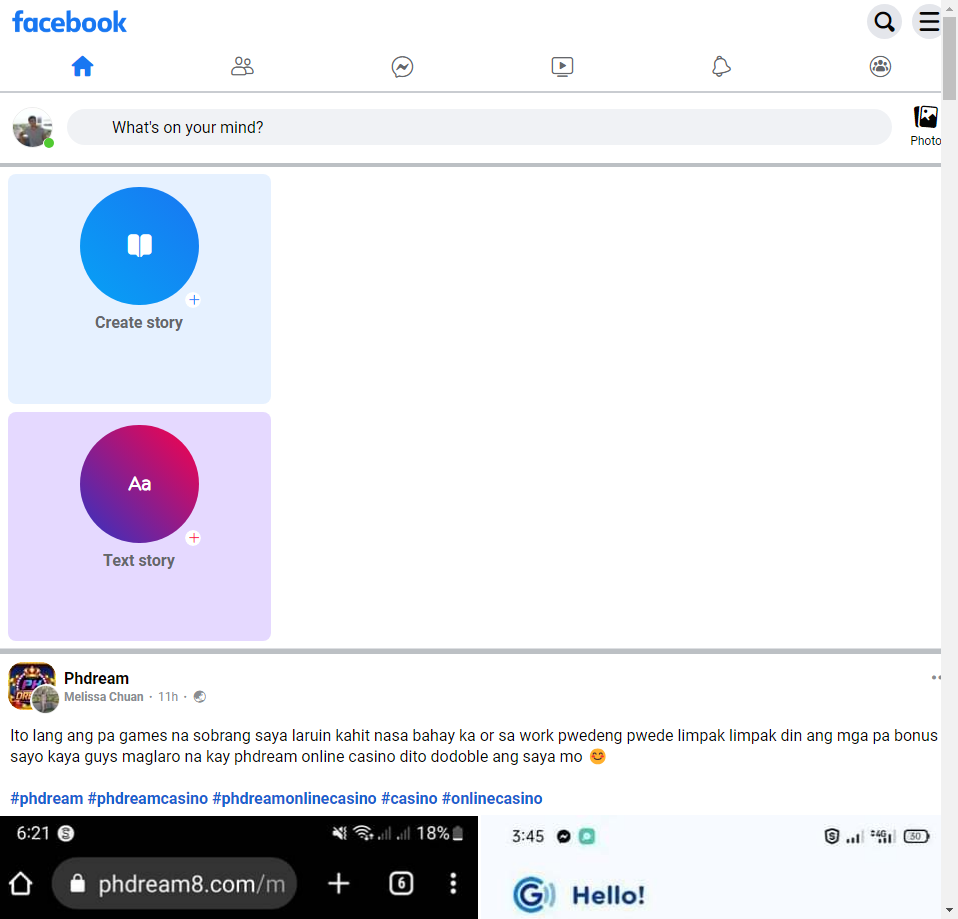 facebook
What's on your mind?
Photo
Create story
Aa
Text story
Phdream
Melissa Chuan · 11h ·
Ito lang ang pa games na sobrang saya laruin kahit nasa bahay ka or sa work pwedeng pwede limpak limpak din ang mga pa bonus
sayo kaya guys maglaro na kay phdream online casino dito dodoble ang saya mo 😊
#phdream #phdreamcasino #phdreamonlinecasino #casino #onlinecasino
6:21 S 18%
phdream8.com/m
6
3:45 S 4G 30
G Hello!